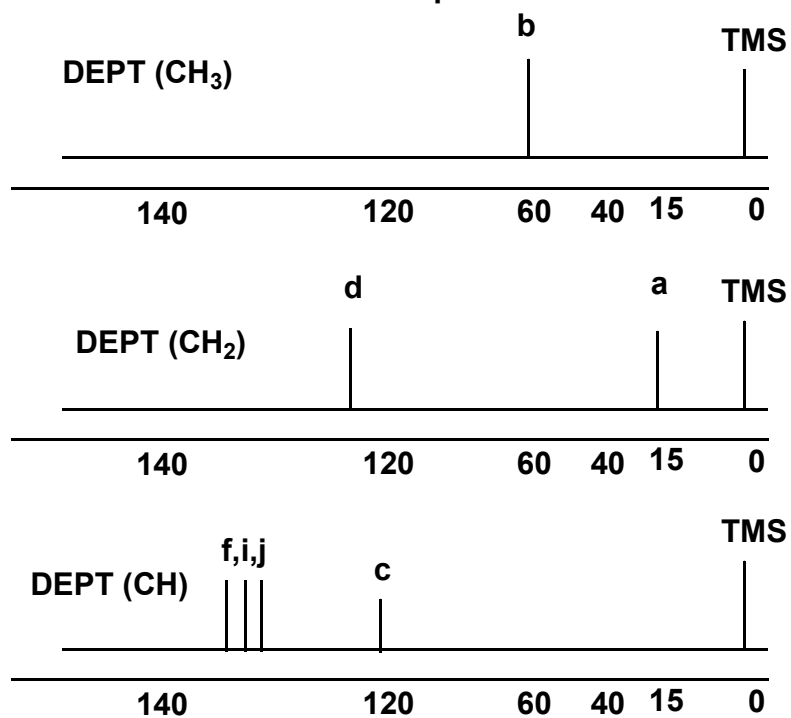 b
TMS
DEPT (CH₃)
140 120 60 40 15 0
d a TMS
DEPT (CH₂)
140 120 60 40 15 0
TMS
f,i,j
c
DEPT (CH)
140 120 60 40 15 0